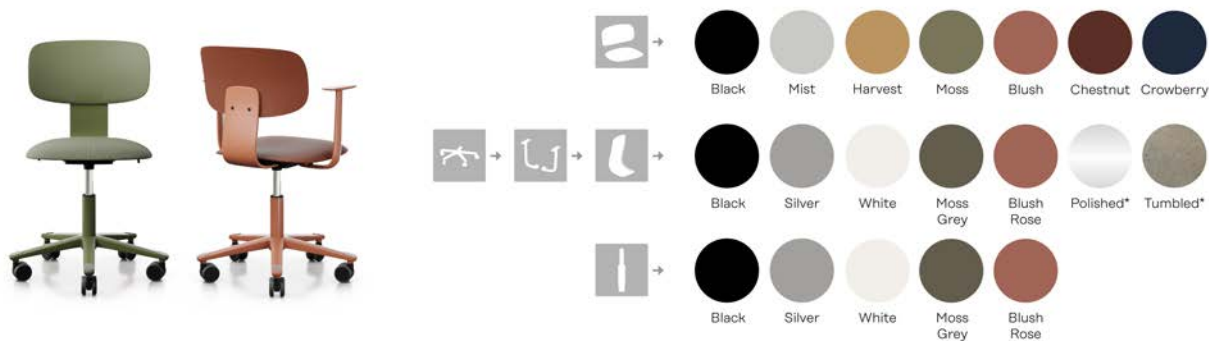 Black Mist Harvest Moss Blush Chestnut Crowberry
Black Silver White Moss Grey Blush Rose Polished* Tumbled*
Black Silver White Moss Grey Blush Rose